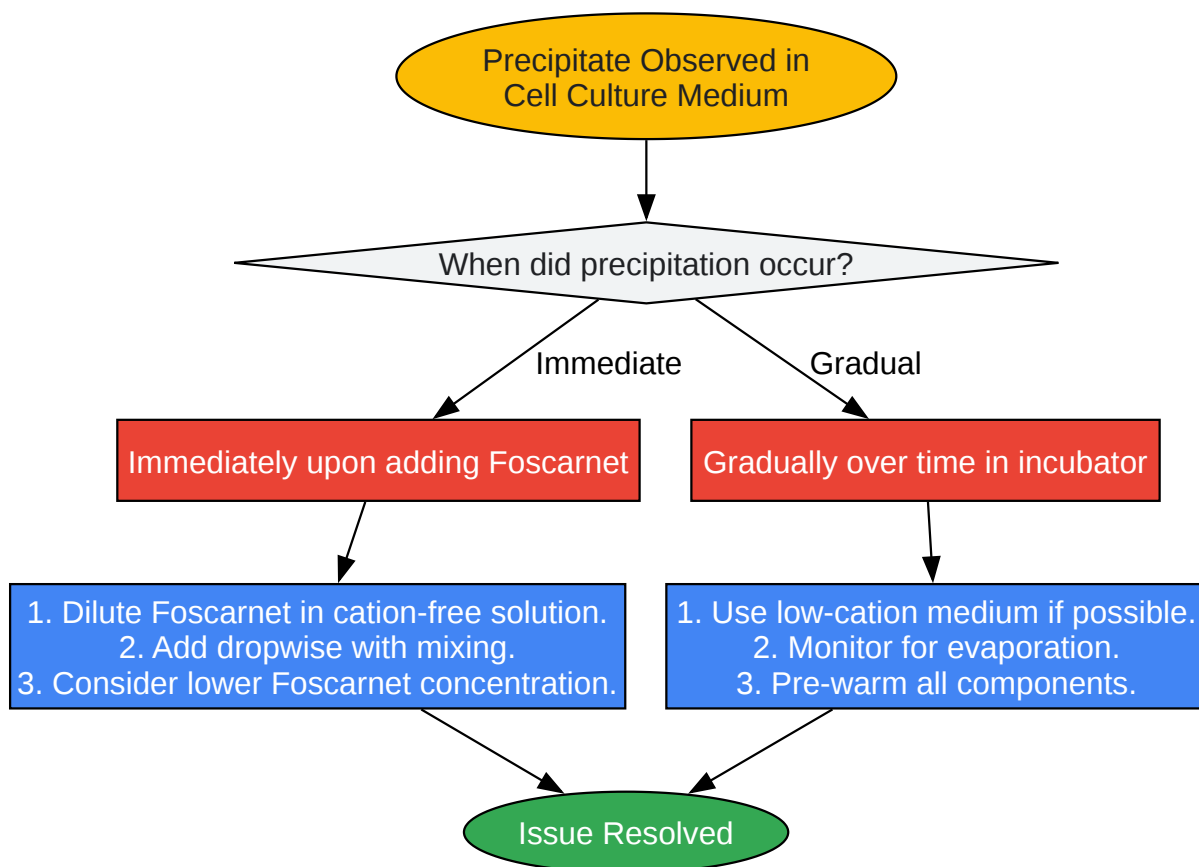 Precipitate Observed in
Cell Culture Medium
When did precipitation occur?
Immediate
Gradual
Immediately upon adding Foscarnet
Gradually over time in incubator
1. Dilute Foscarnet in cation-free solution.
2. Add dropwise with mixing.
3. Consider lower Foscarnet concentration.
1. Use low-cation medium if possible.
2. Monitor for evaporation.
3. Pre-warm all components.
Issue Resolved